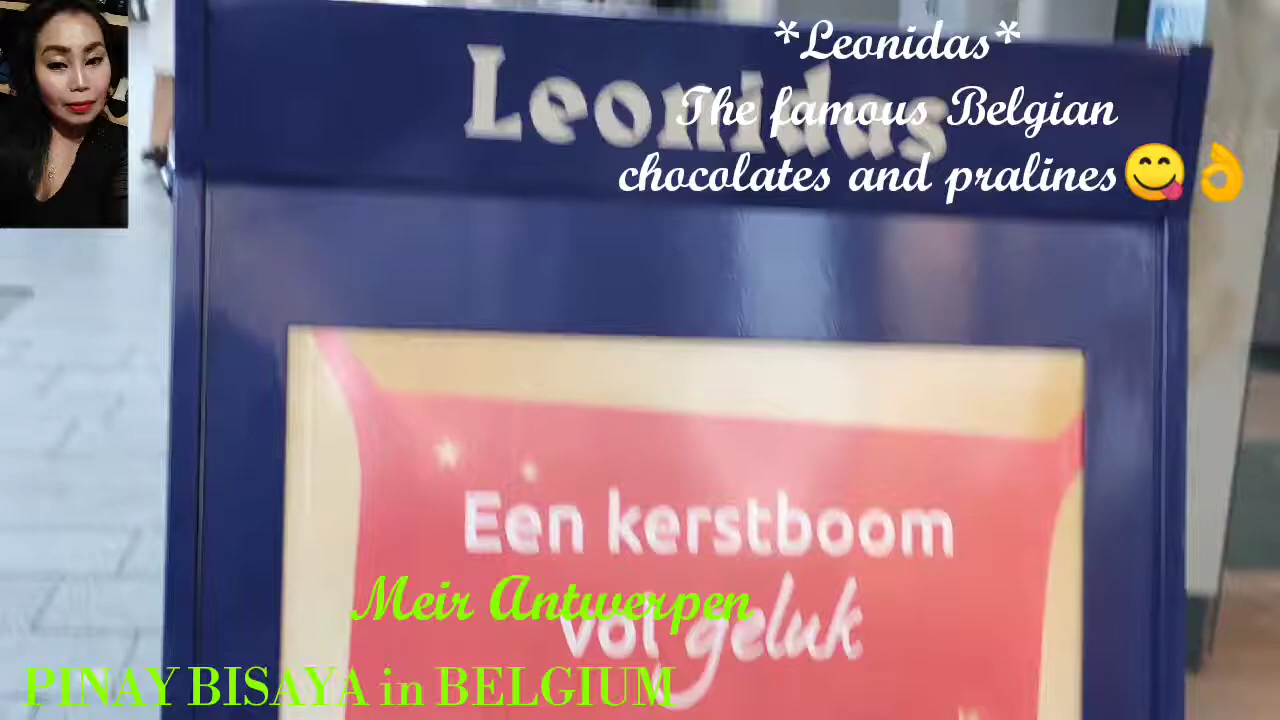 *Leonidas*
Leonidas
The famous Belgian
chocolates and pralines😋👌
Een kerstboom
vol geluk
Meir Antwerpen
PINAY BISAYA in BELGIUM